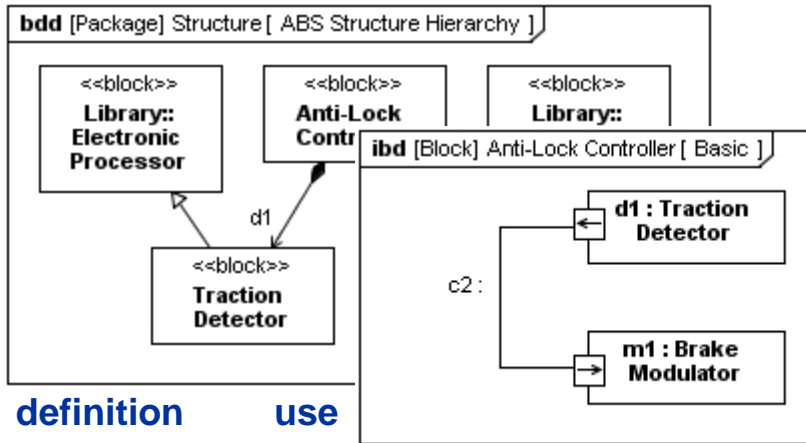 bdd [Package] Structure [ ABS Structure Hierarchy ]
<<block>>
Library::
Electronic
Processor
<<block>>
Anti-Lock
Contr
<<block>>
Library::
d1
<<block>>
Traction
Detector
definition use
ibd [Block] Anti-Lock Controller [ Basic ]
d1 : Traction
Detector
c2 :
m1 : Brake
Modulator